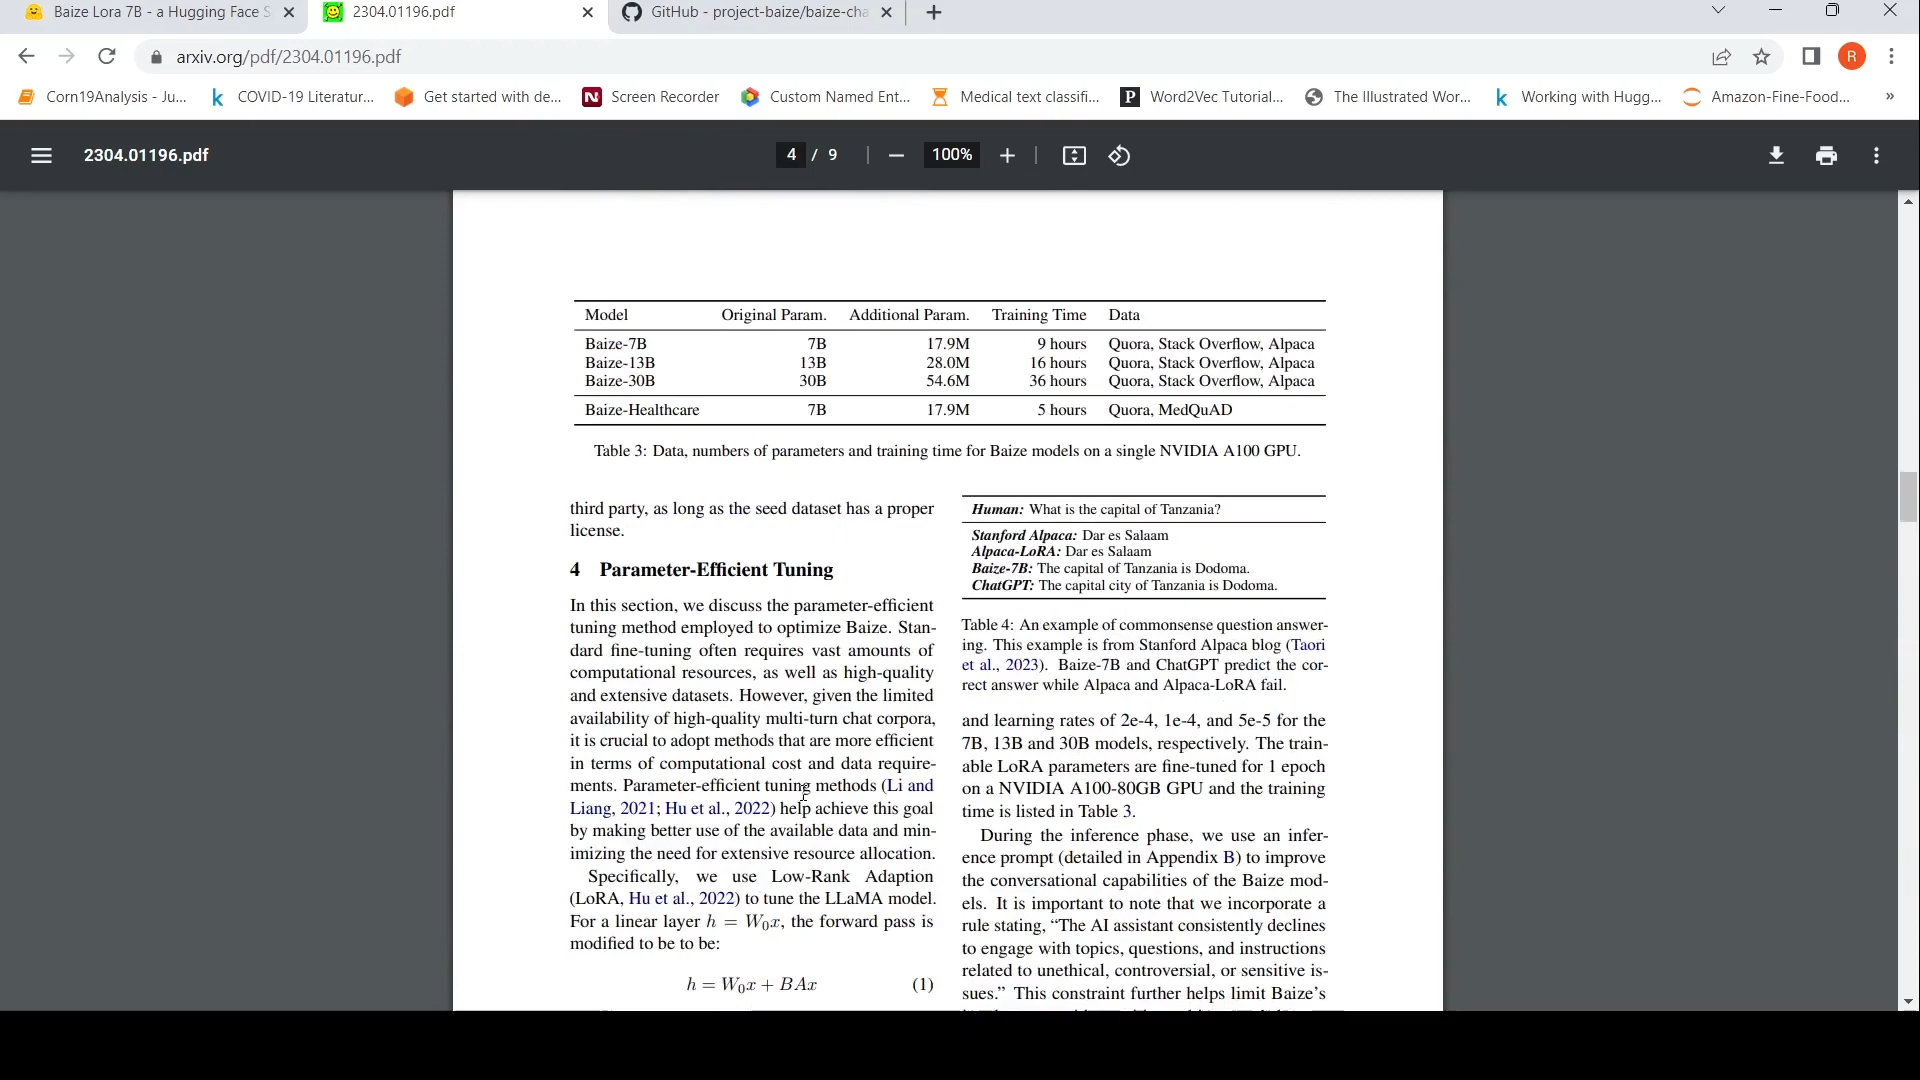 Baize Lora 7B - a Hugging Face S
2304.01196.pdf
GitHub - project-baize/baize-cha
arxiv.org/pdf/2304.01196.pdf
R
Corn19Analysis - Ju...
COVID-19 Literatur...
Get started with de...
Screen Recorder
Custom Named Ent...
Medical text classifi...
Word2Vec Tutorial...
The Illustrated Wor...
Working with Hugg...
Amazon-Fine-Food...
»
2304.01196.pdf
4 / 9
100%
Model Original Param. Additional Param. Training Time Data
Baize-7B 7B 17.9M 9 hours Quora, Stack Overflow, Alpaca
Baize-13B 13B 28.0M 16 hours Quora, Stack Overflow, Alpaca
Baize-30B 30B 54.6M 36 hours Quora, Stack Overflow, Alpaca
Baize-Healthcare 7B 17.9M 5 hours Quora, MedQuAD
Table 3: Data, numbers of parameters and training time for Baize models on a single NVIDIA A100 GPU.
third party, as long as the seed dataset has a proper
license.
4 Parameter-Efficient Tuning
In this section, we discuss the parameter-efficient
tuning method employed to optimize Baize. Stan-
dard fine-tuning often requires vast amounts of
computational resources, as well as high-quality
and extensive datasets. However, given the limited
availability of high-quality multi-turn chat corpora,
it is crucial to adopt methods that are more efficient
in terms of computational cost and data require-
ments. Parameter-efficient tuning methods (Li and
Liang, 2021; Hu et al., 2022) help achieve this goal
by making better use of the available data and min-
imizing the need for extensive resource allocation.
Specifically, we use Low-Rank Adaption
(LoRA, Hu et al., 2022) to tune the LLaMA model.
For a linear layer h = W₀x, the forward pass is
modified to be to be:
h = W₀x + BAx (1)
Human: What is the capital of Tanzania?
Stanford Alpaca: Dar es Salaam
Alpaca-LoRA: Dar es Salaam
Baize-7B: The capital of Tanzania is Dodoma.
ChatGPT: The capital city of Tanzania is Dodoma.
Table 4: An example of commonsense question answer-
ing. This example is from Stanford Alpaca blog (Taori
et al., 2023). Baize-7B and ChatGPT predict the cor-
rect answer while Alpaca and Alpaca-LoRA fail.
and learning rates of 2e-4, 1e-4, and 5e-5 for the
7B, 13B and 30B models, respectively. The train-
able LoRA parameters are fine-tuned for 1 epoch
on a NVIDIA A100-80GB GPU and the training
time is listed in Table 3.
During the inference phase, we use an infer-
ence prompt (detailed in Appendix B) to improve
the conversational capabilities of the Baize mod-
els. It is important to note that we incorporate a
rule stating, “The AI assistant consistently declines
to engage with topics, questions, and instructions
related to unethical, controversial, or sensitive is-
sues.” This constraint further helps limit Baize’s